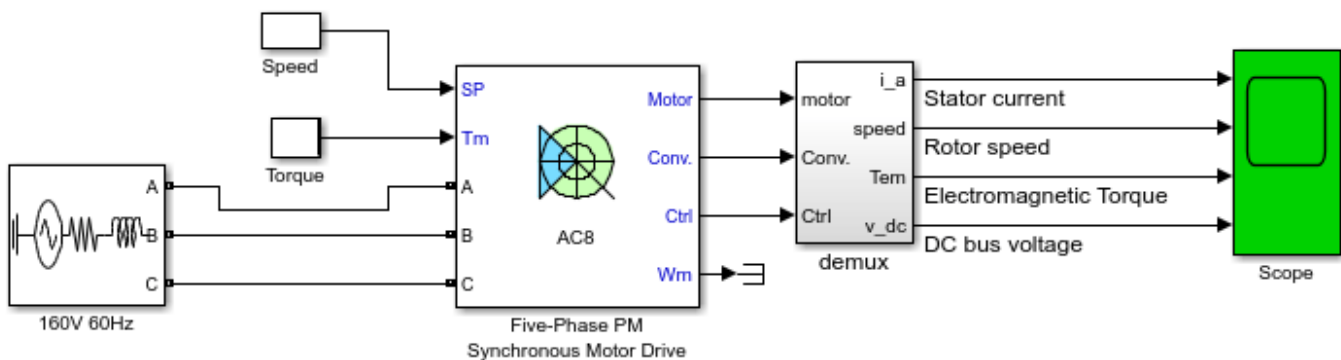 Speed
Torque
A
B
C
160V 60Hz
SP
Tm
A
B
C
Motor
Conv.
Ctrl
Wm
AC8
Five-Phase PM
Synchronous Motor Drive
motor
Conv.
Ctrl
i_a
speed
Tem
v_dc
demux
Stator current
Rotor speed
Electromagnetic Torque
DC bus voltage
Scope